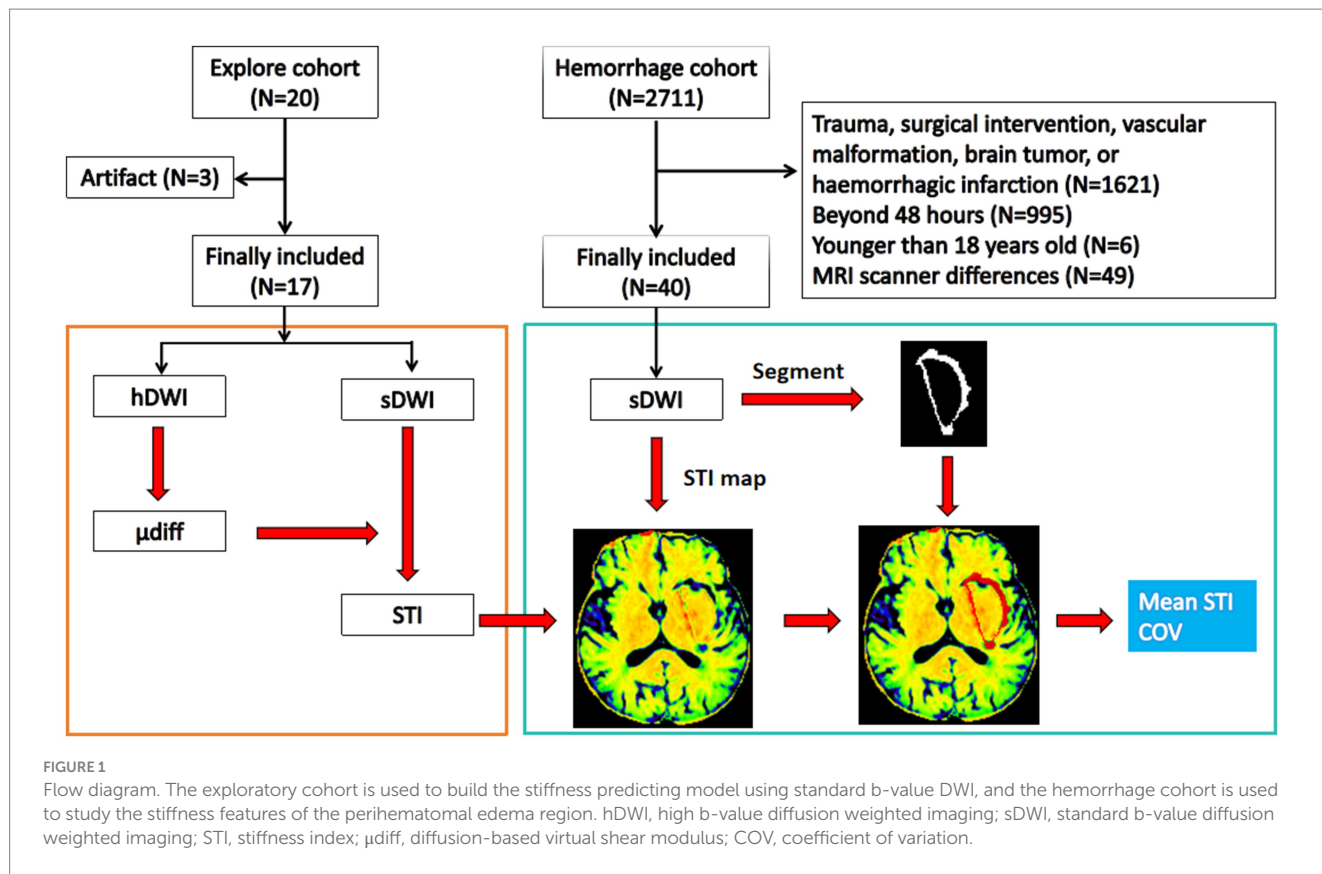 Explore cohort
(N=20)
Hemorrhage cohort
(N=2711)
Artifact (N=3)
Trauma, surgical intervention, vascular
malformation, brain tumor, or
haemorrhagic infarction (N=1621)
Beyond 48 hours (N=995)
Younger than 18 years old (N=6)
MRI scanner differences (N=49)
Finally included
(N=17)
Finally included
(N=40)
hDWI
sDWI
sDWI
Segment
STI map
μdiff
STI
Mean STI
COV
FIGURE 1
Flow diagram. The exploratory cohort is used to build the stiffness predicting model using standard b-value DWI, and the hemorrhage cohort is used
to study the stiffness features of the perihematomal edema region. hDWI, high b-value diffusion weighted imaging; sDWI, standard b-value diffusion
weighted imaging; STI, stiffness index; μdiff, diffusion-based virtual shear modulus; COV, coefficient of variation.